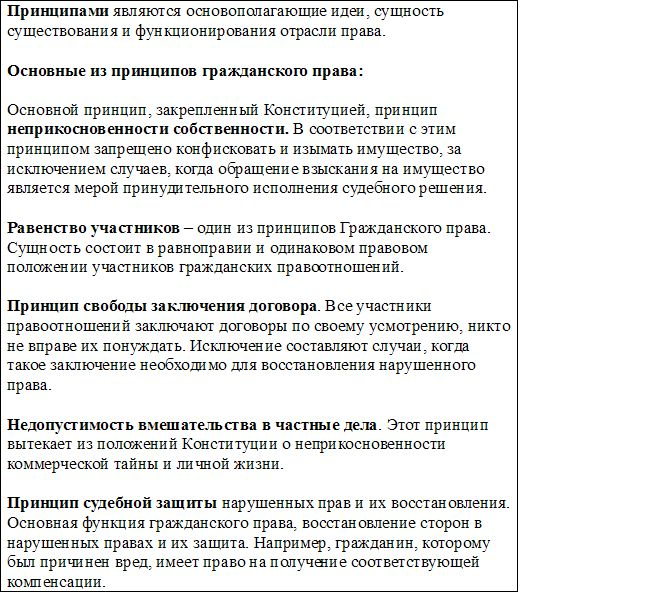 Принципами являются основополагающие идеи, сущность
существования и функционирования отрасли права.
Основные из принципов гражданского права:
Основной принцип, закрепленный Конституцией, принцип
неприкосновенности собственности. В соответствии с этим
принципом запрещено конфисковать и изымать имущество, за
исключением случаев, когда обращение взыскания на имущество
является мерой принудительного исполнения судебного решения.
Равенство участников – один из принципов Гражданского права.
Сущность состоит в равноправии и одинаковом правовом
положении участников гражданских правоотношений.
Принцип свободы заключения договора. Все участники
правоотношений заключают договоры по своему усмотрению, никто
не вправе их понуждать. Исключение составляют случаи, когда
такое заключение необходимо для восстановления нарушенного
права.
Недопустимость вмешательства в частные дела. Этот принцип
вытекает из положений Конституции о неприкосновенности
коммерческой тайны и личной жизни.
Принцип судебной защиты нарушенных прав и их восстановления.
Основная функция гражданского права, восстановление сторон в
нарушенных правах и их защита. Например, гражданин, которому
был причинен вред, имеет право на получение соответствующей
компенсации.